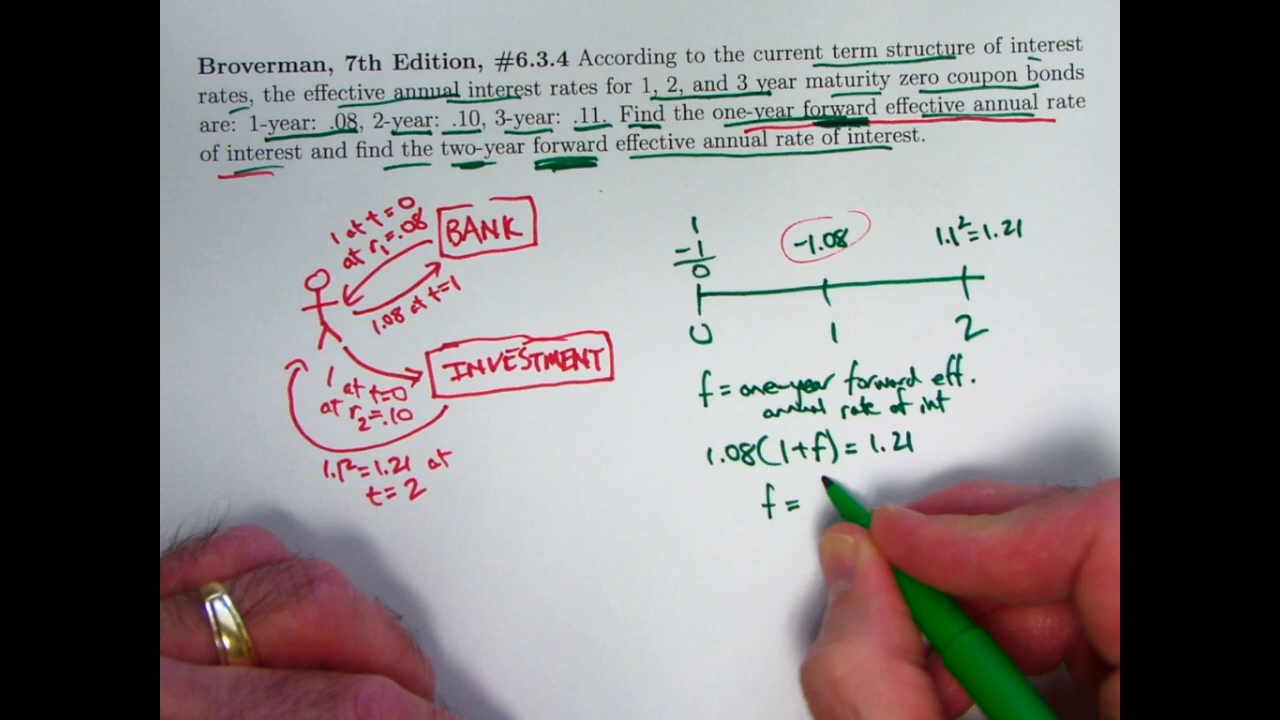 Broverman, 7th Edition, #6.3.4 According to the current term structure of interest
rates, the effective annual interest rates for 1, 2, and 3 year maturity zero coupon bonds
are: 1-year: .08, 2-year: .10, 3-year: .11. Find the one-year forward effective annual rate
of interest and find the two-year forward effective annual rate of interest.
1 at t=0
at r₁=.08
BANK
1.08 at t=1
INVESTMENT
1 at t=0
at r₂=.10
1.1²=1.21 at
t=2
1
-1
0
-1.08
1.1²=1.21
0
1
2
f = one-year forward eff.
annual rate of int
1.08(1+f) = 1.21
f =